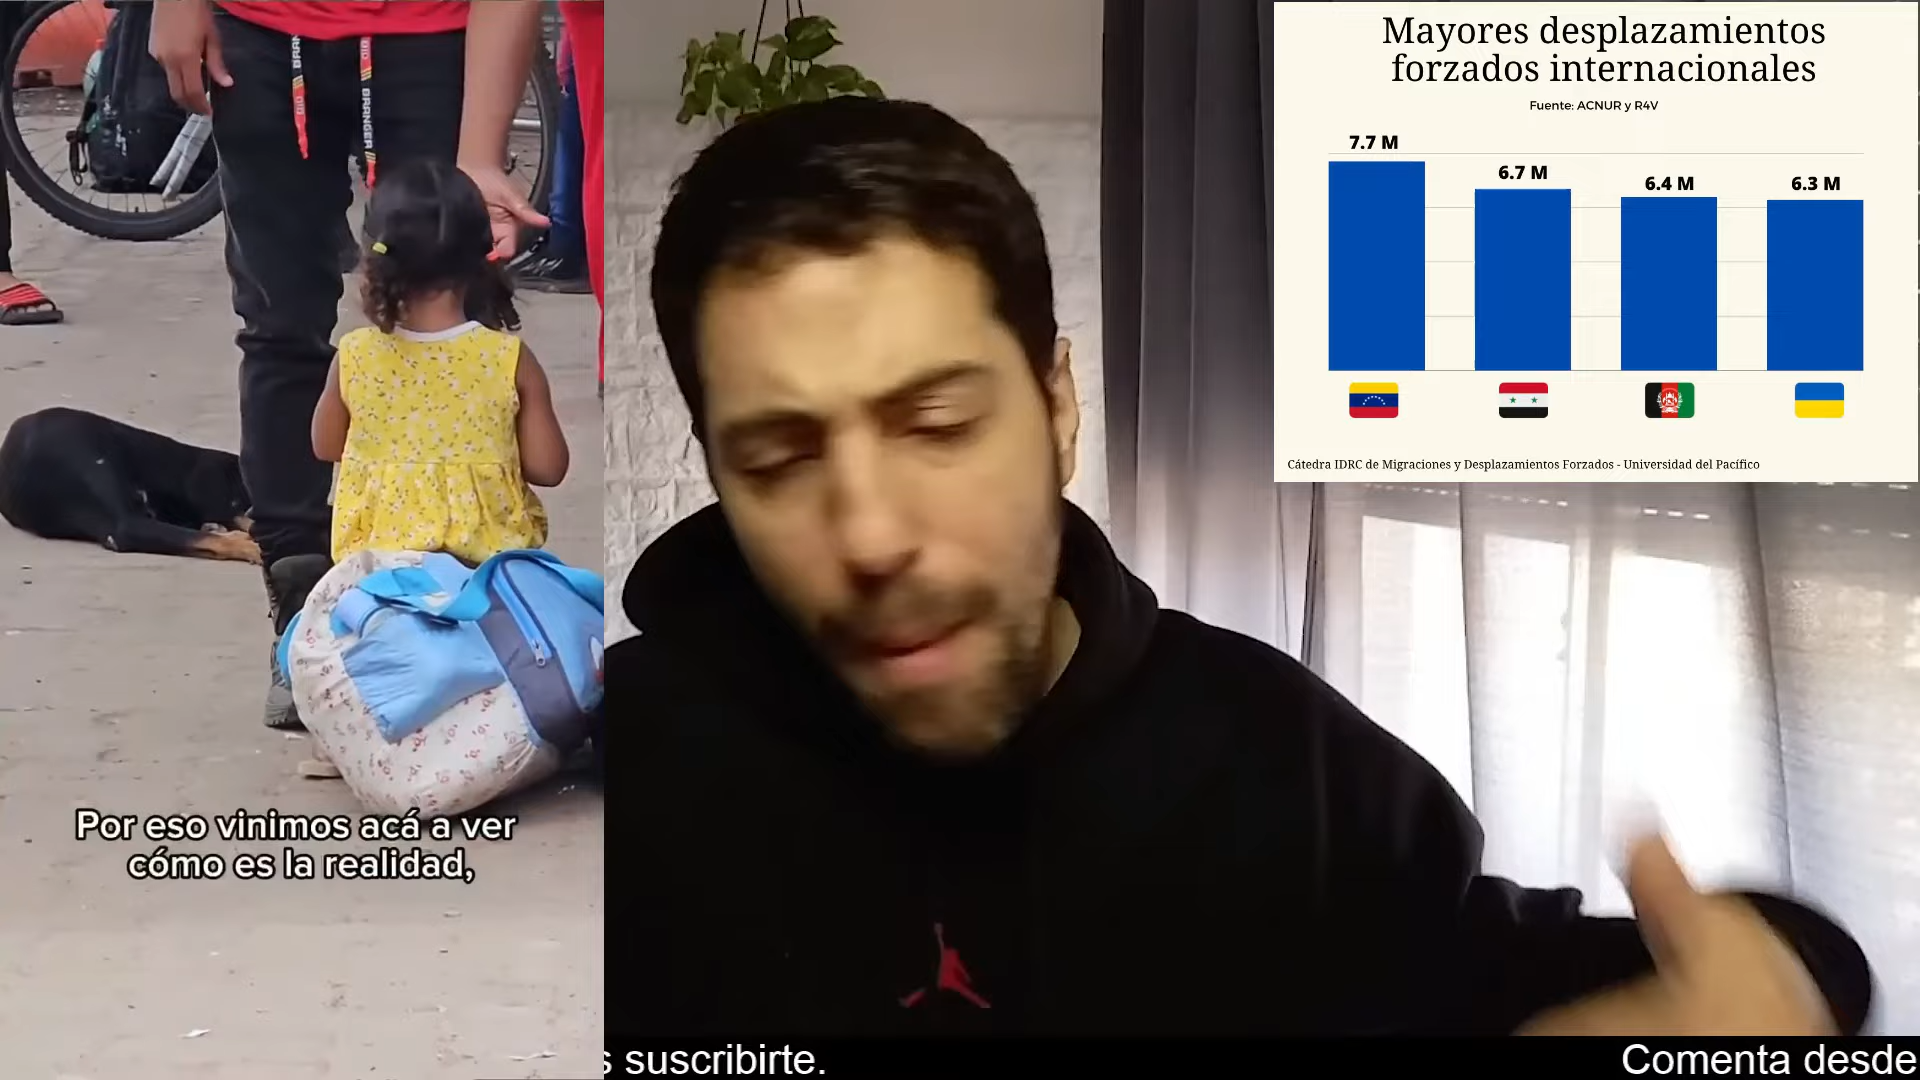 BRANGER
Por eso vinimos acá a ver
cómo es la realidad,
Mayores desplazamientos
forzados internacionales
Fuente: ACNUR y R4V
7.7 M
6.7 M
6.4 M
6.3 M
Cátedra IDRC de Migraciones y Desplazamientos Forzados - Universidad del Pacífico
s suscribirte.
Comenta desde